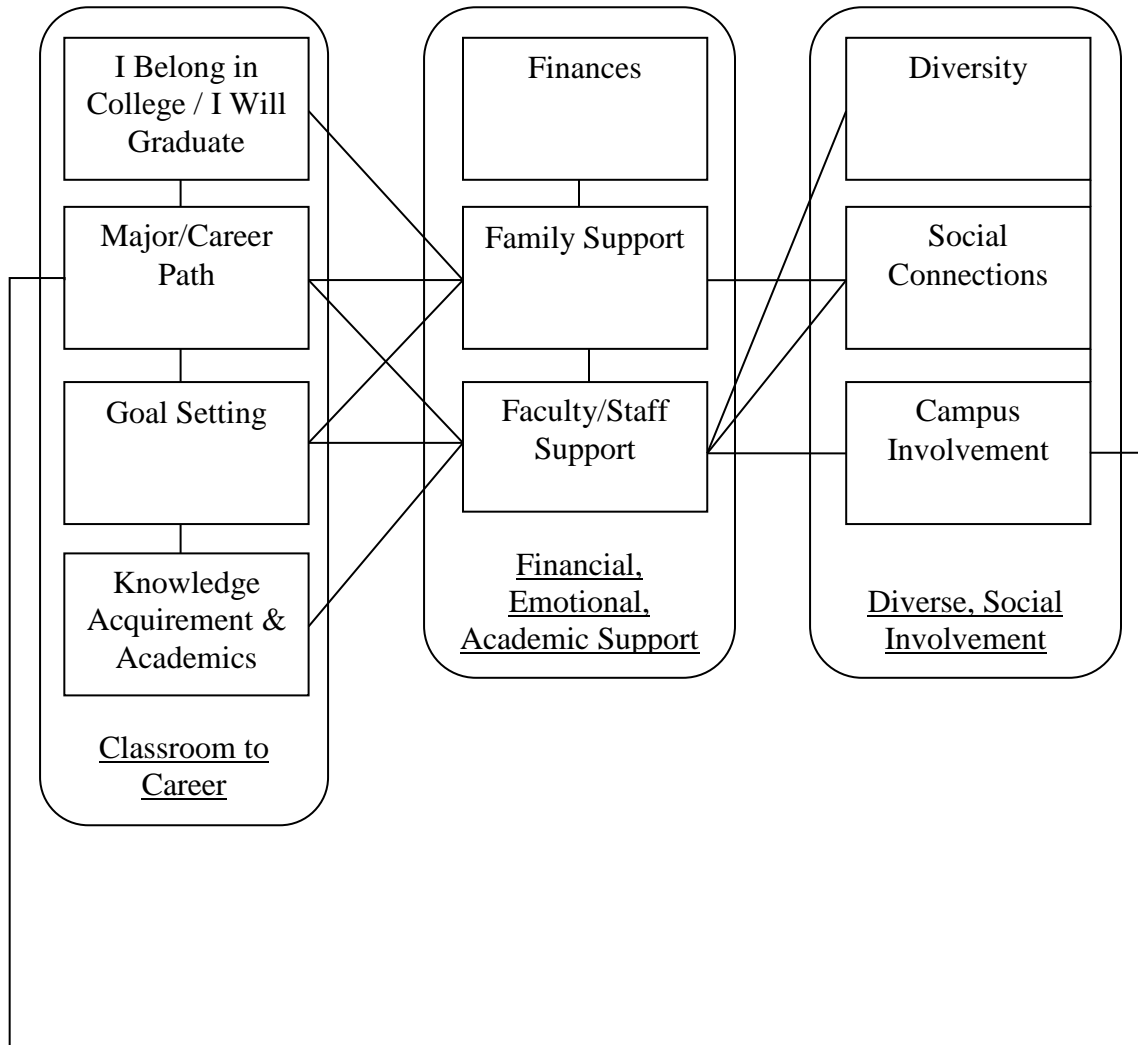 I Belong in
College / I Will
Graduate
Major/Career
Path
Goal Setting
Knowledge
Acquirement &
Academics
Classroom to
Career
Finances
Family Support
Faculty/Staff
Support
Financial,
Emotional,
Academic Support
Diversity
Social
Connections
Campus
Involvement
Diverse, Social
Involvement